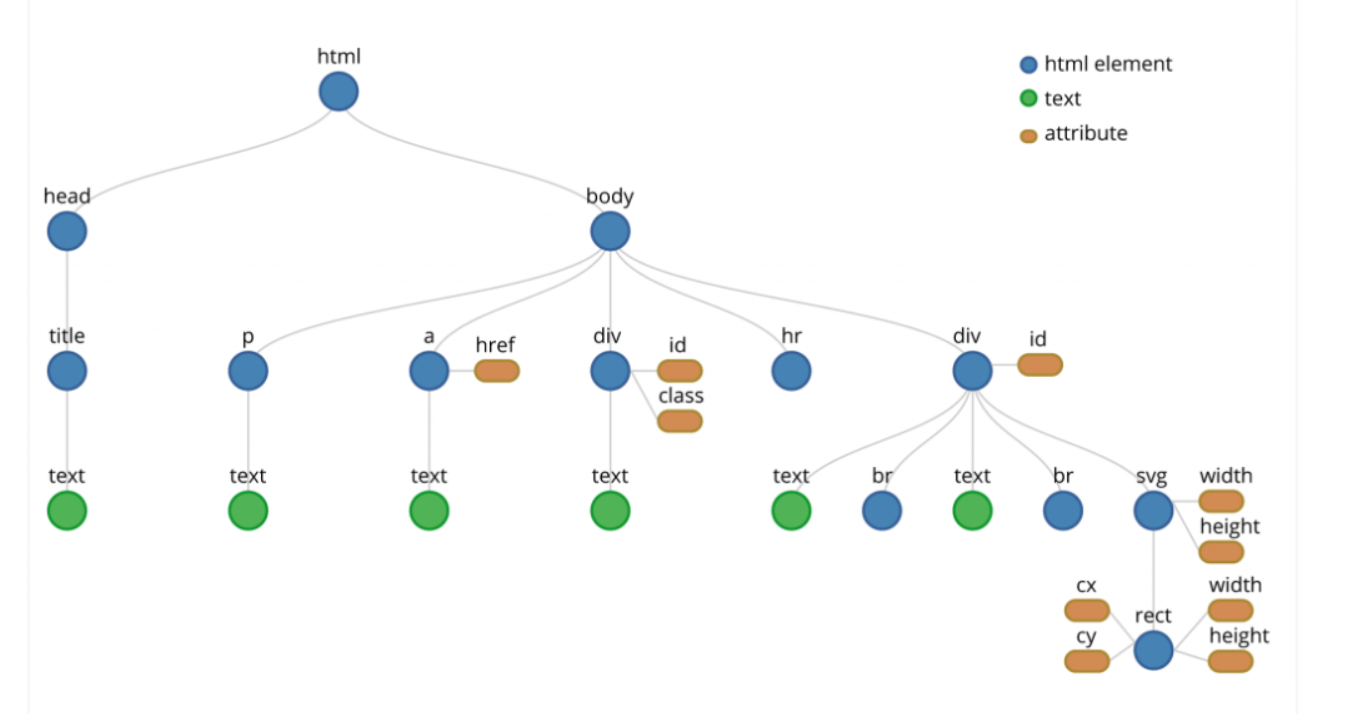 html
html element
text
attribute
head
body
title
p
a
href
div
id
class
hr
div
id
text
text
text
text
text
br
text
br
svg
width
height
cx
cy
rect
width
height